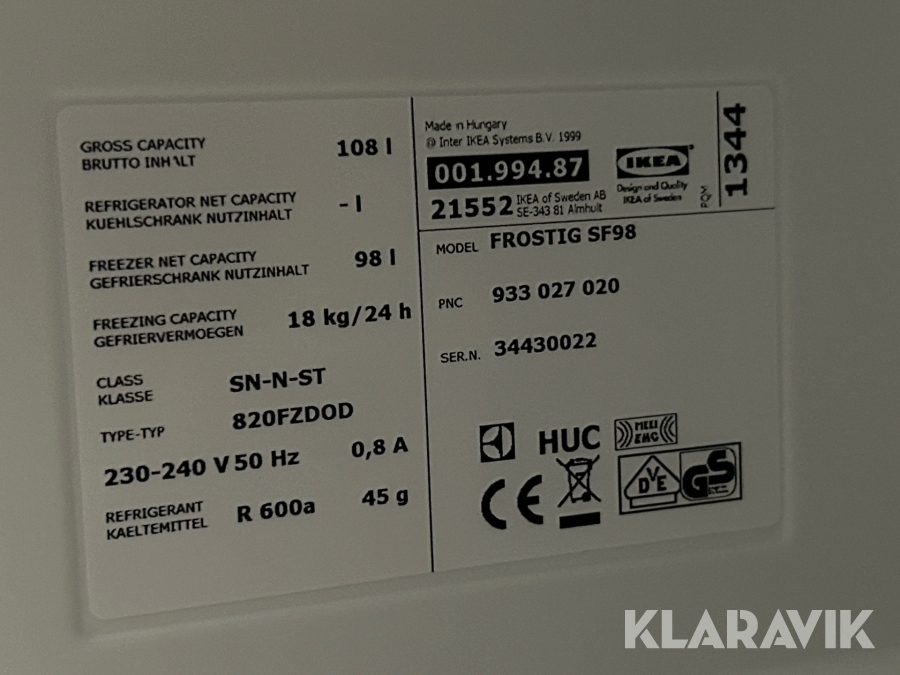 GROSS CAPACITY 108 l
BRUTTO INHALT
REFRIGERATOR NET CAPACITY - l
KUEHLSCHRANK NUTZINHALT
FREEZER NET CAPACITY 98 l
GEFRIERSCHRANK NUTZINHALT
FREEZING CAPACITY 18 kg/24 h
GEFRIERVERMOEGEN
CLASS SN-N-ST
KLASSE
TYPE-TYP 820FZDOD
230-240 V 50 Hz 0,8 A
REFRIGERANT R 600a 45 g
KAELTEMITTEL
Made in Hungary
@ Inter IKEA Systems B.V. 1999
001.994.87
21552 IKEA of Sweden AB
SE-343 81 Älmhult
IKEA
Design and Quality
IKEA of Sweden
1344
MODEL FROSTIG SF98
PNC 933 027 020
SER.N. 34430022
HUC
MEEI
EMC
CE
DVE
GS
KLARAVIK